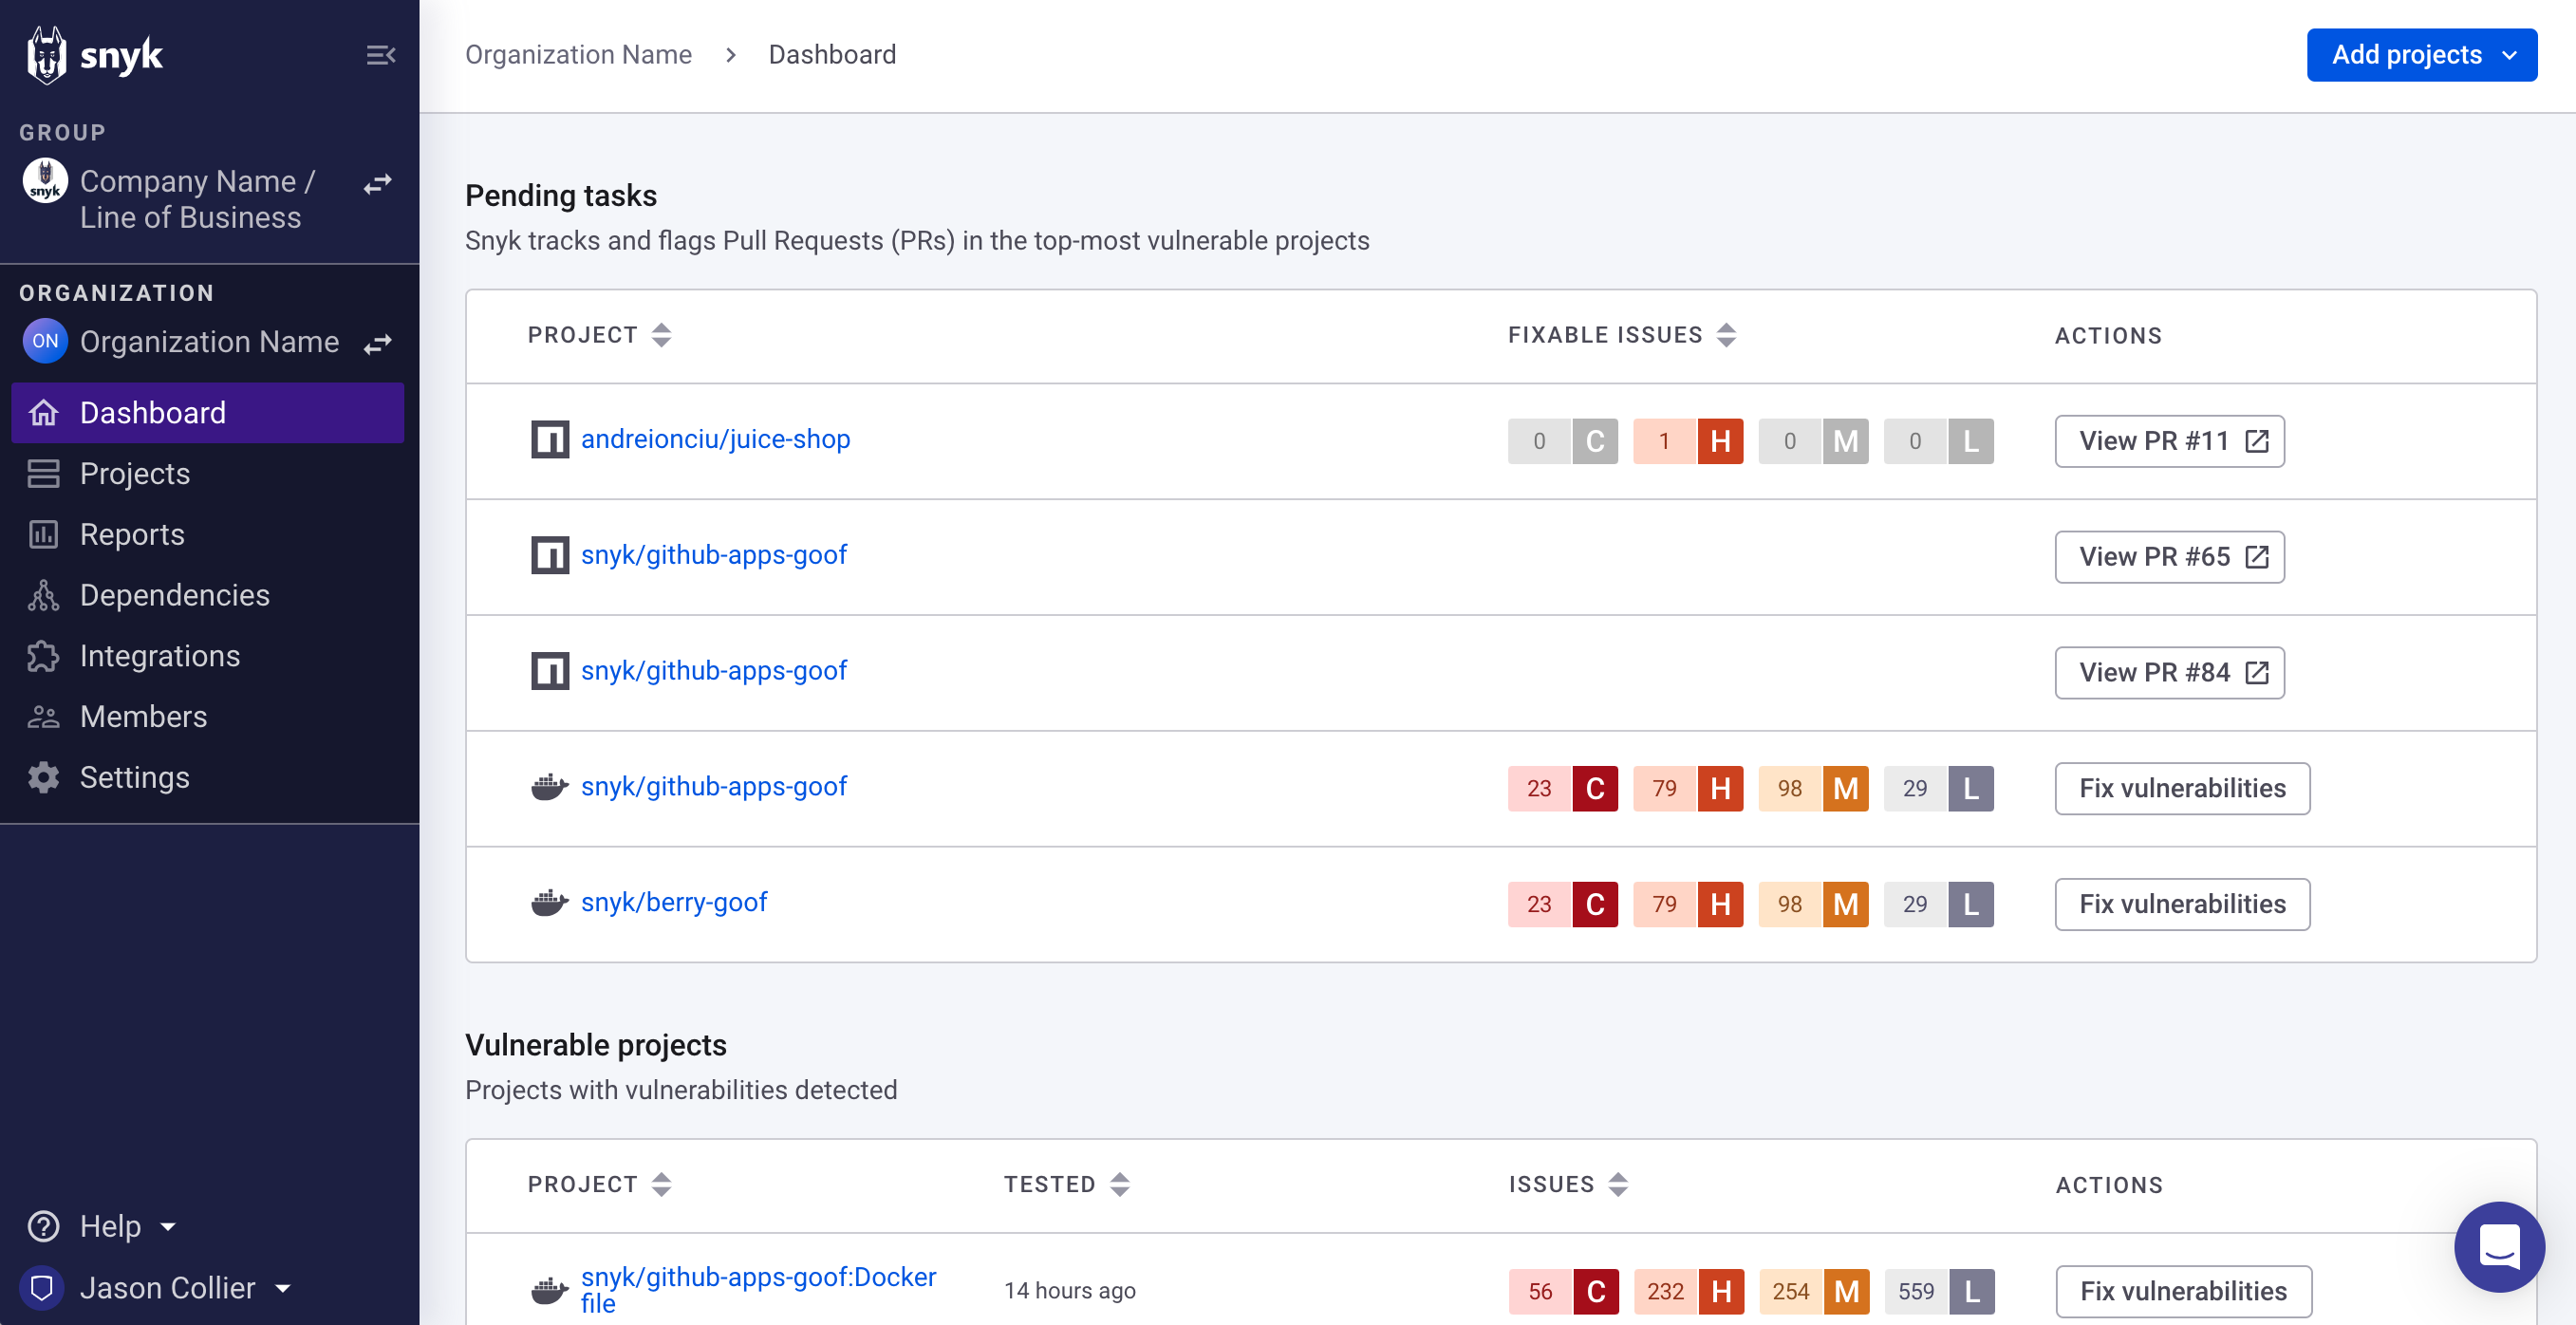 snyk
GROUP
snyk
Company Name /
Line of Business
ORGANIZATION
ON
Organization Name
Dashboard
Projects
Reports
Dependencies
Integrations
Members
Settings
Help
Jason Collier
Organization Name > Dashboard
Add projects
Pending tasks
Snyk tracks and flags Pull Requests (PRs) in the top-most vulnerable projects
PROJECT FIXABLE ISSUES ACTIONS
andreionciu/juice-shop 0 C 1 H 0 M 0 L View PR #11
snyk/github-apps-goof View PR #65
snyk/github-apps-goof View PR #84
snyk/github-apps-goof 23 C 79 H 98 M 29 L Fix vulnerabilities
snyk/berry-goof 23 C 79 H 98 M 29 L Fix vulnerabilities
Vulnerable projects
Projects with vulnerabilities detected
PROJECT TESTED ISSUES ACTIONS
snyk/github-apps-goof:Docker
file
14 hours ago 56 C 232 H 254 M 559 L Fix vulnerabilities